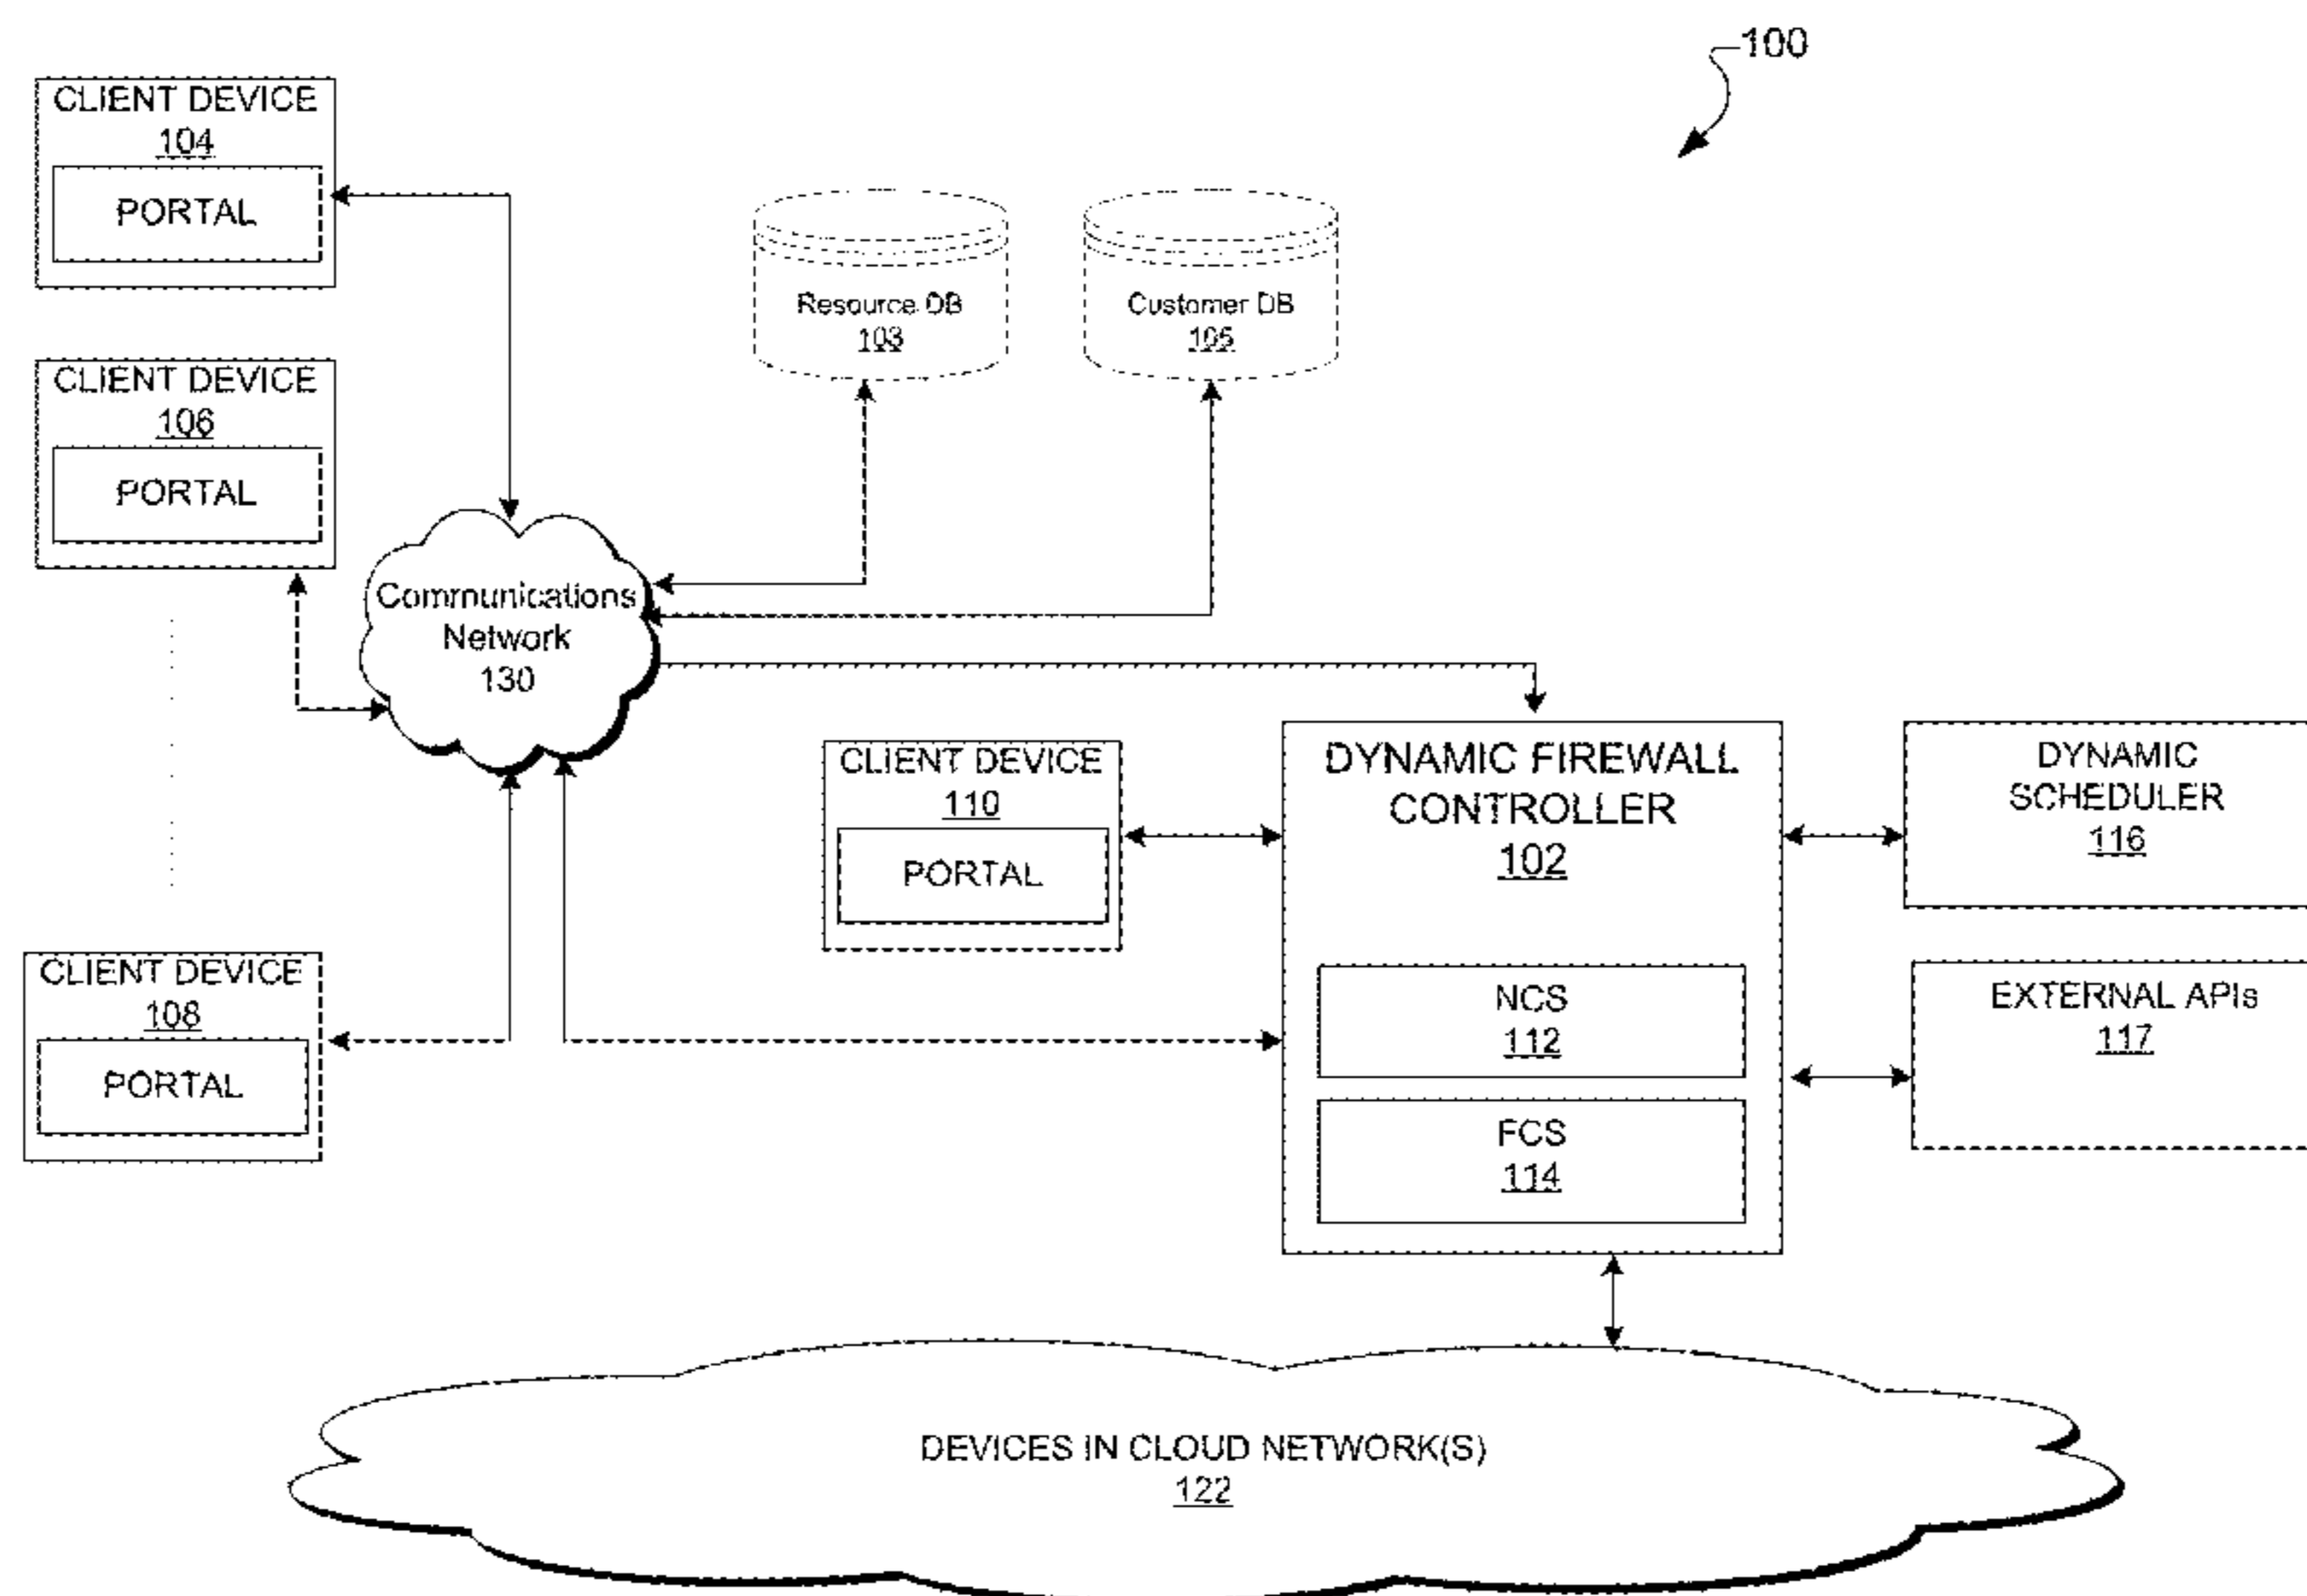 100
CLIENT DEVICE
104
PORTAL
CLIENT DEVICE
106
PORTAL
Resource DB
103
Customer DB
105
Communications
Network
130
CLIENT DEVICE
108
PORTAL
CLIENT DEVICE
110
PORTAL
DYNAMIC FIREWALL
CONTROLLER
102
NCS
112
FCS
114
DYNAMIC
SCHEDULER
116
EXTERNAL APIs
117
DEVICES IN CLOUD NETWORK(S)
122